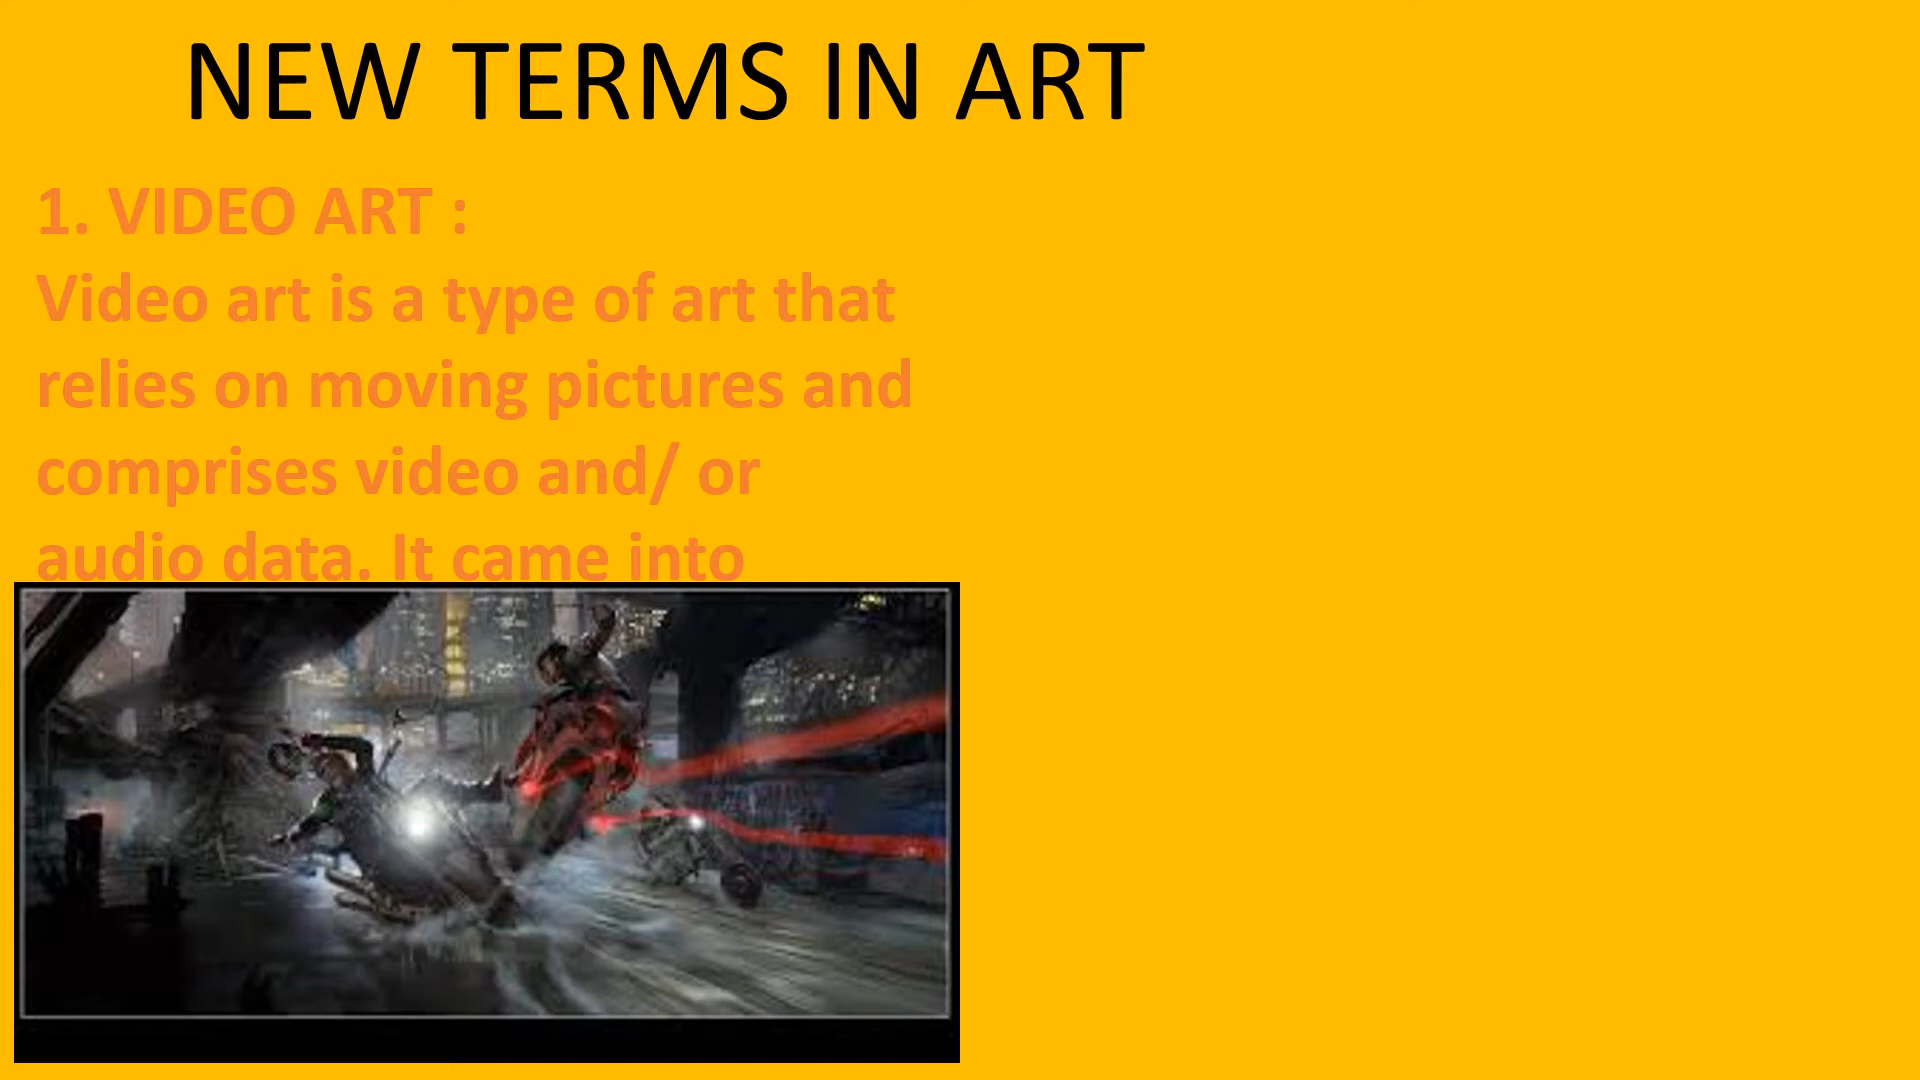 NEW TERMS IN ART
1. VIDEO ART :
Video art is a type of art that
relies on moving pictures and
comprises video and/ or
audio data. It came into